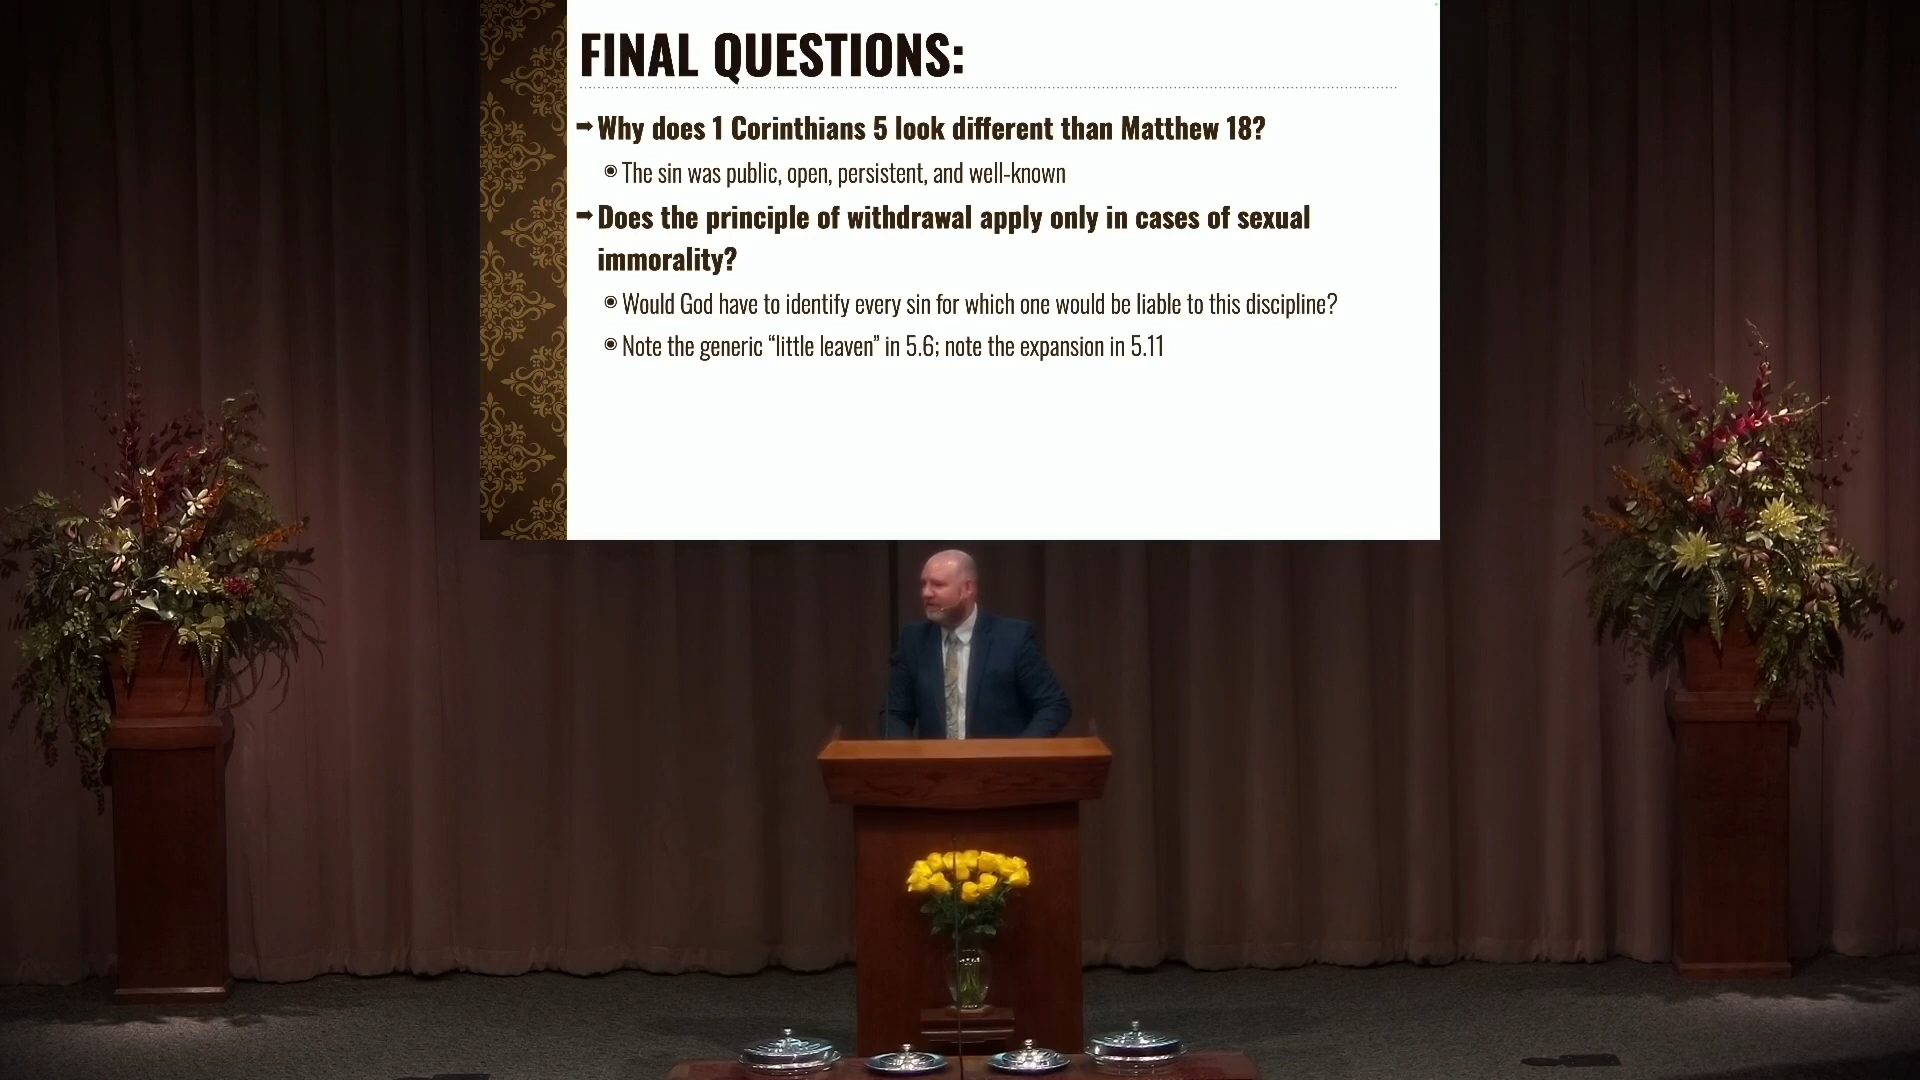 FINAL QUESTIONS:
➡Why does 1 Corinthians 5 look different than Matthew 18?
◉The sin was public, open, persistent, and well-known
➡Does the principle of withdrawal apply only in cases of sexual
immorality?
◉Would God have to identify every sin for which one would be liable to this discipline?
◉Note the generic “little leaven” in 5.6; note the expansion in 5.11